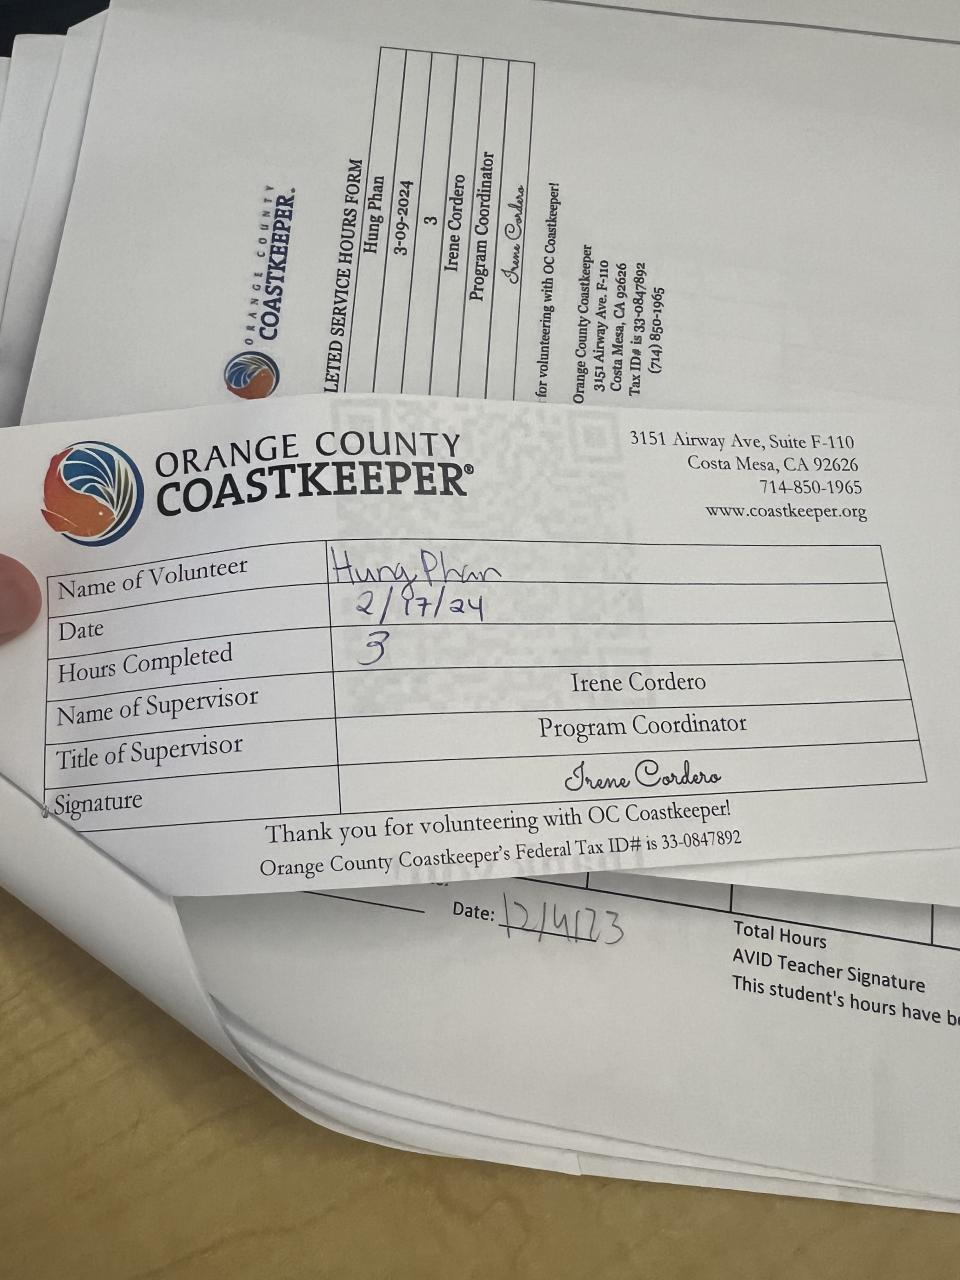 ORANGE COUNTY
COASTKEEPER.
LETED SERVICE HOURS FORM
Hung Phan
3-09-2024
3
Irene Cordero
Program Coordinator
Irene Cordero
for volunteering with OC Coastkeeper!
Orange County Coastkeeper
3151 Airway Ave. F-110
Costa Mesa, CA 92626
Tax ID# is 33-0847892
(714) 850-1965
ORANGE COUNTY
COASTKEEPER®
3151 Airway Ave, Suite F-110
Costa Mesa, CA 92626
714-850-1965
www.coastkeeper.org
Name of Volunteer Hung Phan
Date 2/17/24
Hours Completed 3
Name of Supervisor Irene Cordero
Title of Supervisor Program Coordinator
Signature Irene Cordero
Thank you for volunteering with OC Coastkeeper!
Orange County Coastkeeper's Federal Tax ID# is 33-0847892
Date: 12/4/23
Total Hours
AVID Teacher Signature
This student's hours have be